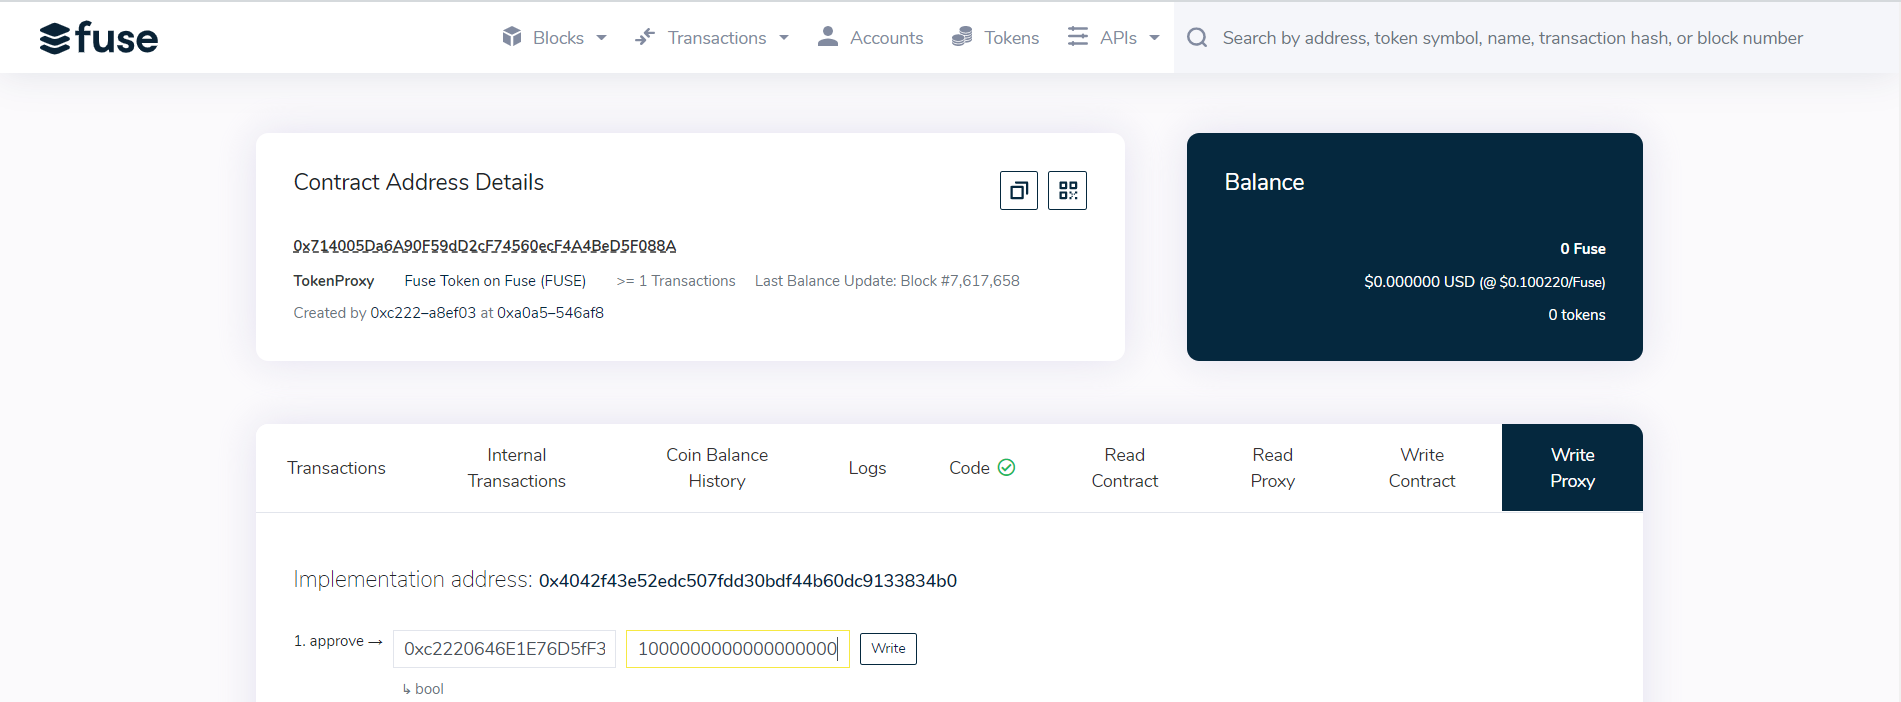 fuse
Blocks Transactions Accounts Tokens APIs Search by address, token symbol, name, transaction hash, or block number
Contract Address Details
0x714005Da6A90F59dD2cF74560ecF4A4BeD5F088A
TokenProxy Fuse Token on Fuse (FUSE) >= 1 Transactions Last Balance Update: Block #7,617,658
Created by 0xc222–a8ef03 at 0xa0a5–546af8
Balance
0 Fuse
$0.000000 USD (@ $0.100220/Fuse)
0 tokens
Transactions
Internal
Transactions
Coin Balance
History
Logs
Code
Read
Contract
Read
Proxy
Write
Contract
Write
Proxy
Implementation address: 0x4042f43e52edc507fdd30bdf44b60dc9133834b0
1. approve → 0xc2220646E1E76D5fF3 1000000000000000000 Write
↳ bool